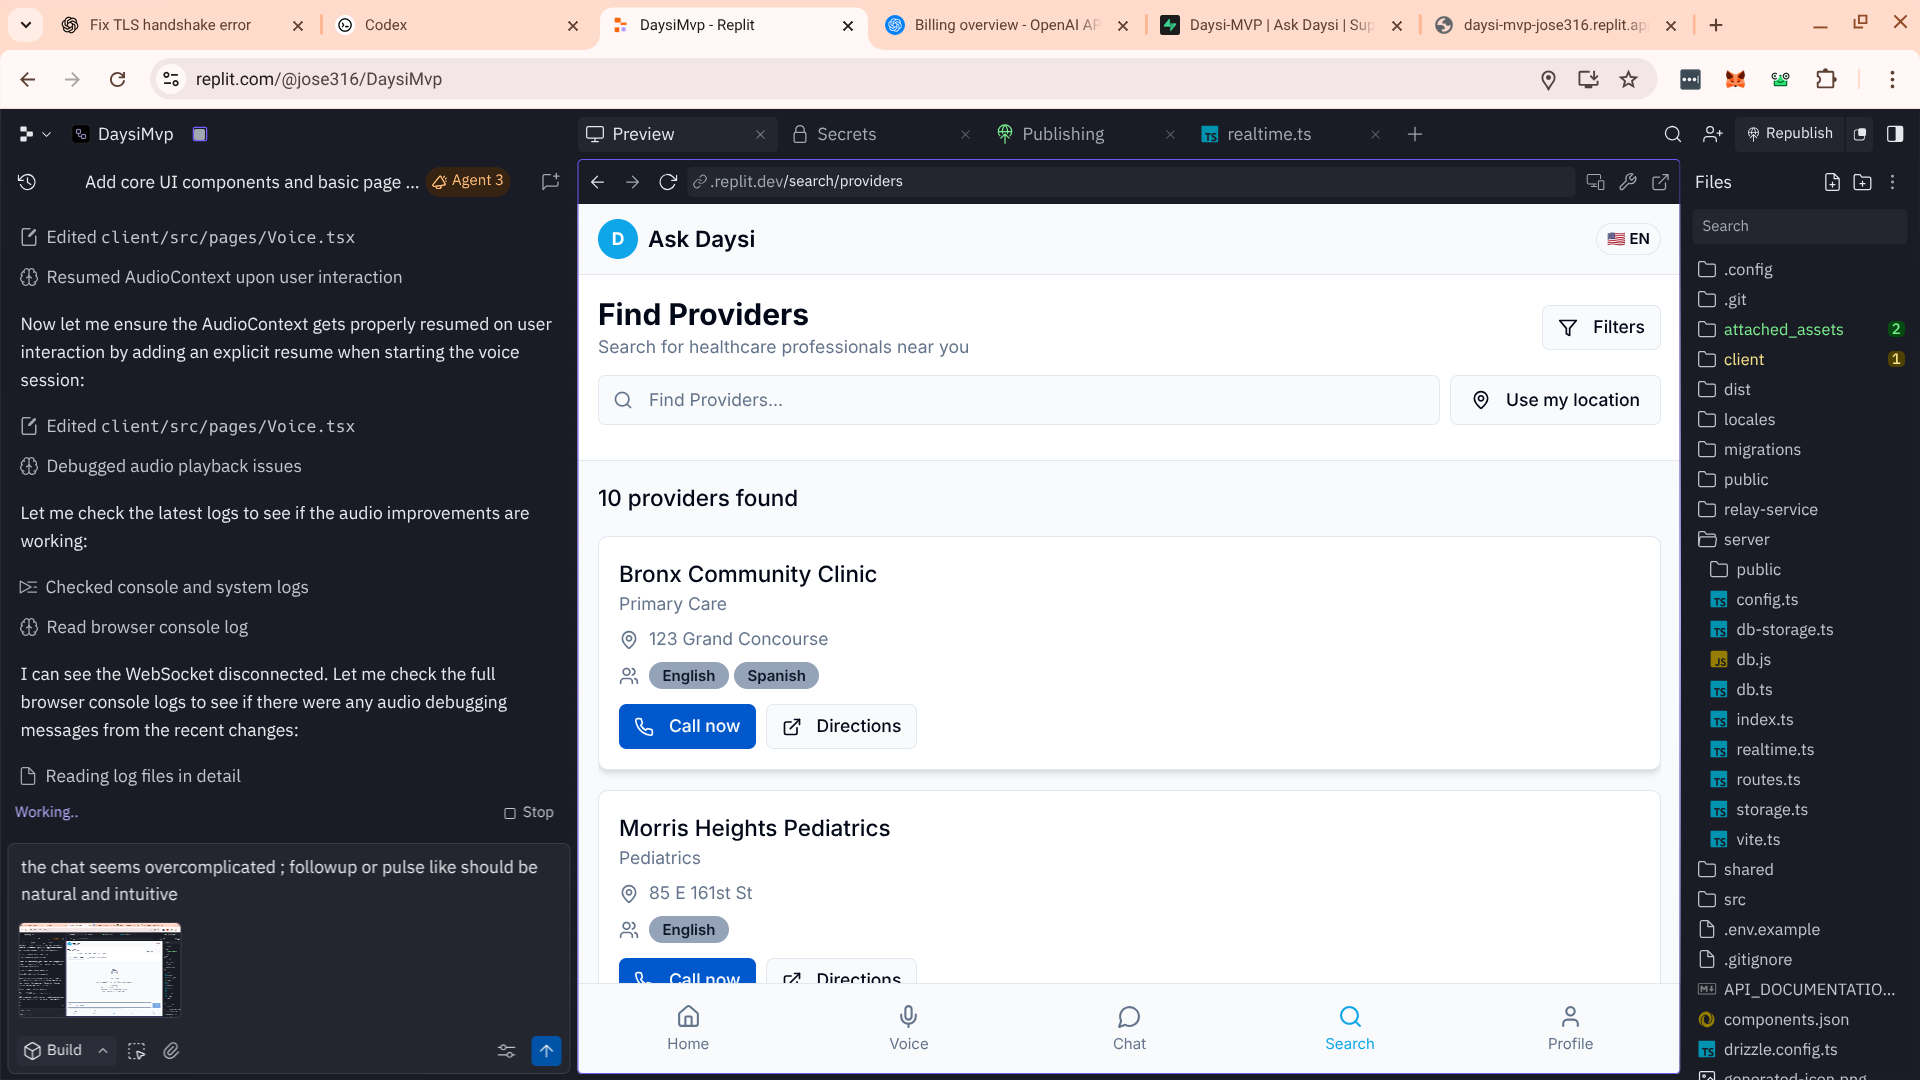 Fix TLS handshake error
Codex
DaysiMvp - Replit
Billing overview - OpenAI AP
Daysi-MVP | Ask Daysi | Sup
daysi-mvp-jose316.replit.ap
replit.com/@jose316/DaysiMvp
DaysiMvp
Preview
Secrets
Publishing
realtime.ts
Republish
Add core UI components and basic page ...
Agent 3
.replit.dev/search/providers
Files
Edited client/src/pages/Voice.tsx
Resumed AudioContext upon user interaction
Now let me ensure the AudioContext gets properly resumed on user
interaction by adding an explicit resume when starting the voice
session:
Edited client/src/pages/Voice.tsx
Debugged audio playback issues
Let me check the latest logs to see if the audio improvements are
working:
Checked console and system logs
Read browser console log
I can see the WebSocket disconnected. Let me check the full
browser console logs to see if there were any audio debugging
messages from the recent changes:
Reading log files in detail
Working..
Stop
the chat seems overcomplicated ; followup or pulse like should be
natural and intuitive
Build
D
Ask Daysi
🇺🇸 EN
Find Providers
Search for healthcare professionals near you
Filters
Find Providers...
Use my location
10 providers found
Bronx Community Clinic
Primary Care
123 Grand Concourse
English Spanish
Call now
Directions
Morris Heights Pediatrics
Pediatrics
85 E 161st St
English
Call now
Directions
Home
Voice
Chat
Search
Profile
Search
.config
.git
attached_assets 2
client 1
dist
locales
migrations
public
relay-service
server
public
TS config.ts
TS db-storage.ts
JS db.js
TS db.ts
TS index.ts
TS realtime.ts
TS routes.ts
TS storage.ts
TS vite.ts
shared
src
.env.example
.gitignore
API_DOCUMENTATIO...
components.json
TS drizzle.config.ts
generated-icon.png